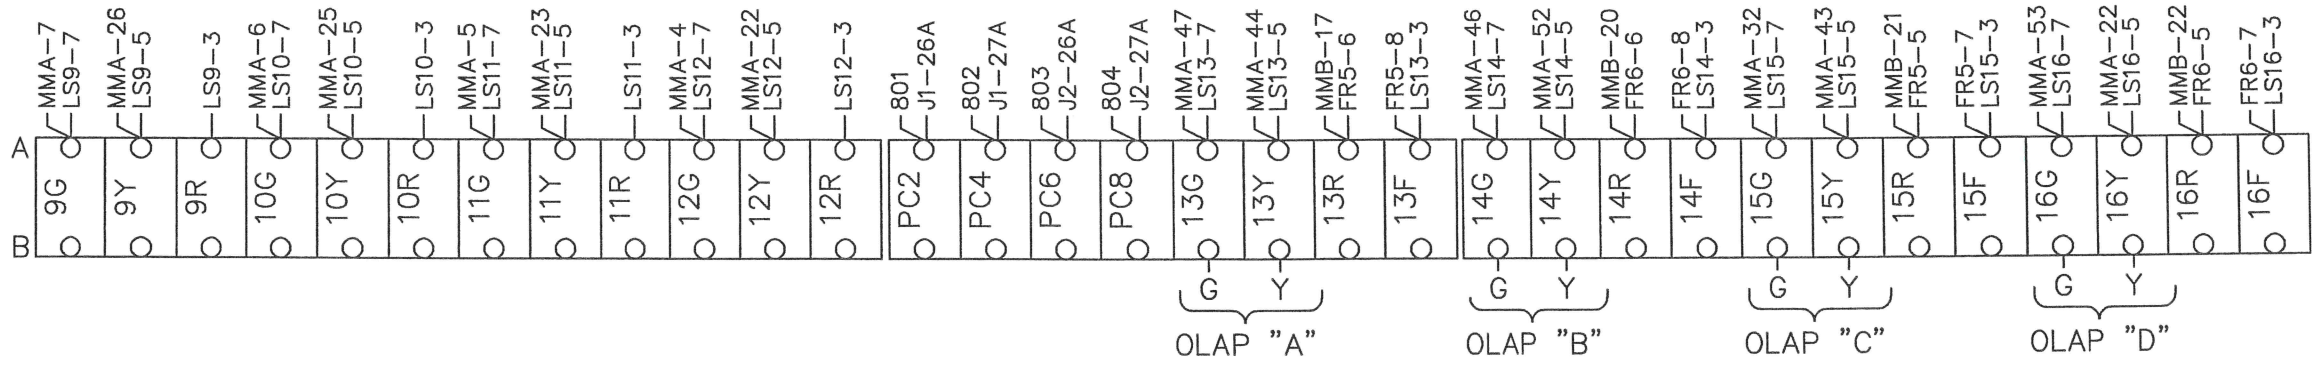 MMA-7
LS9-7
MMA-26
LS9-5
LS9-3
MMA-6
LS10-7
MMA-25
LS10-5
LS10-3
MMA-5
LS11-7
MMA-23
LS11-5
LS11-3
MMA-4
LS12-7
MMA-22
LS12-5
LS12-3
801
J1-26A
802
J1-27A
803
J2-26A
804
J2-27A
MMA-47
LS13-7
MMA-44
LS13-5
MMB-17
FR5-6
FR5-8
LS13-3
MMA-46
LS14-7
MMA-52
LS14-5
MMB-20
FR6-6
FR6-8
LS14-3
MMA-32
LS15-7
MMA-43
LS15-5
MMB-21
FR5-5
FR5-7
LS15-3
MMA-53
LS16-7
MMA-22
LS16-5
MMB-22
FR6-5
FR6-7
LS16-3
A
9G
9Y
9R
10G
10Y
10R
11G
11Y
11R
12G
12Y
12R
PC2
PC4
PC6
PC8
13G
13Y
13R
13F
14G
14Y
14R
14F
15G
15Y
15R
15F
16G
16Y
16R
16F
B
G Y G Y G Y G Y
OLAP "A" OLAP "B" OLAP "C" OLAP "D"